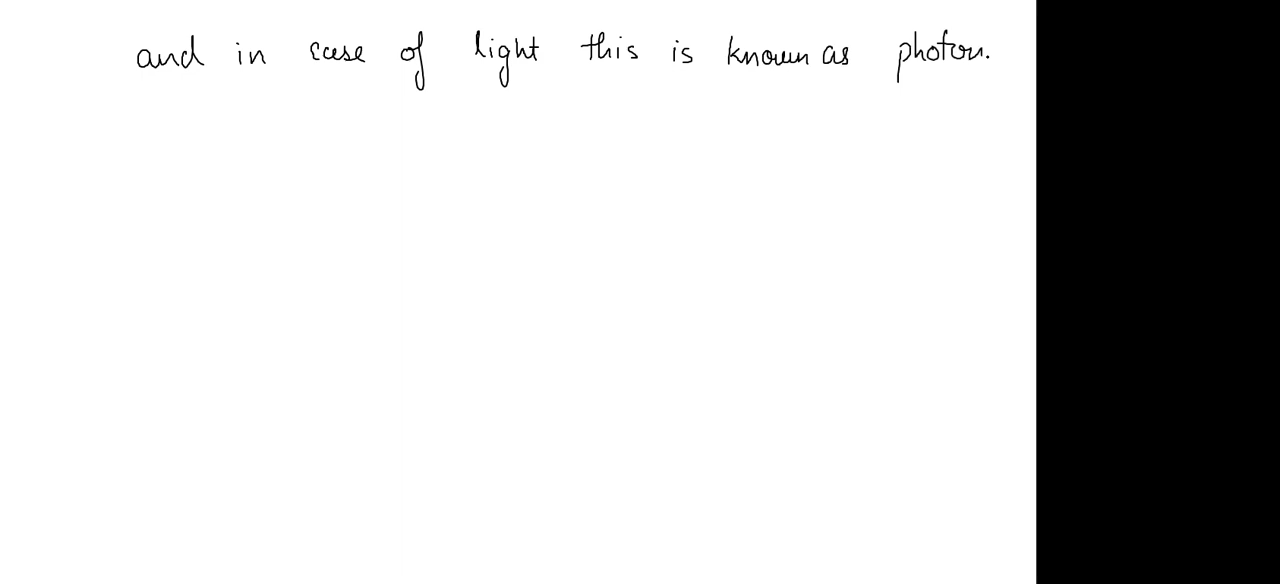 and in case of light this is known as photon.